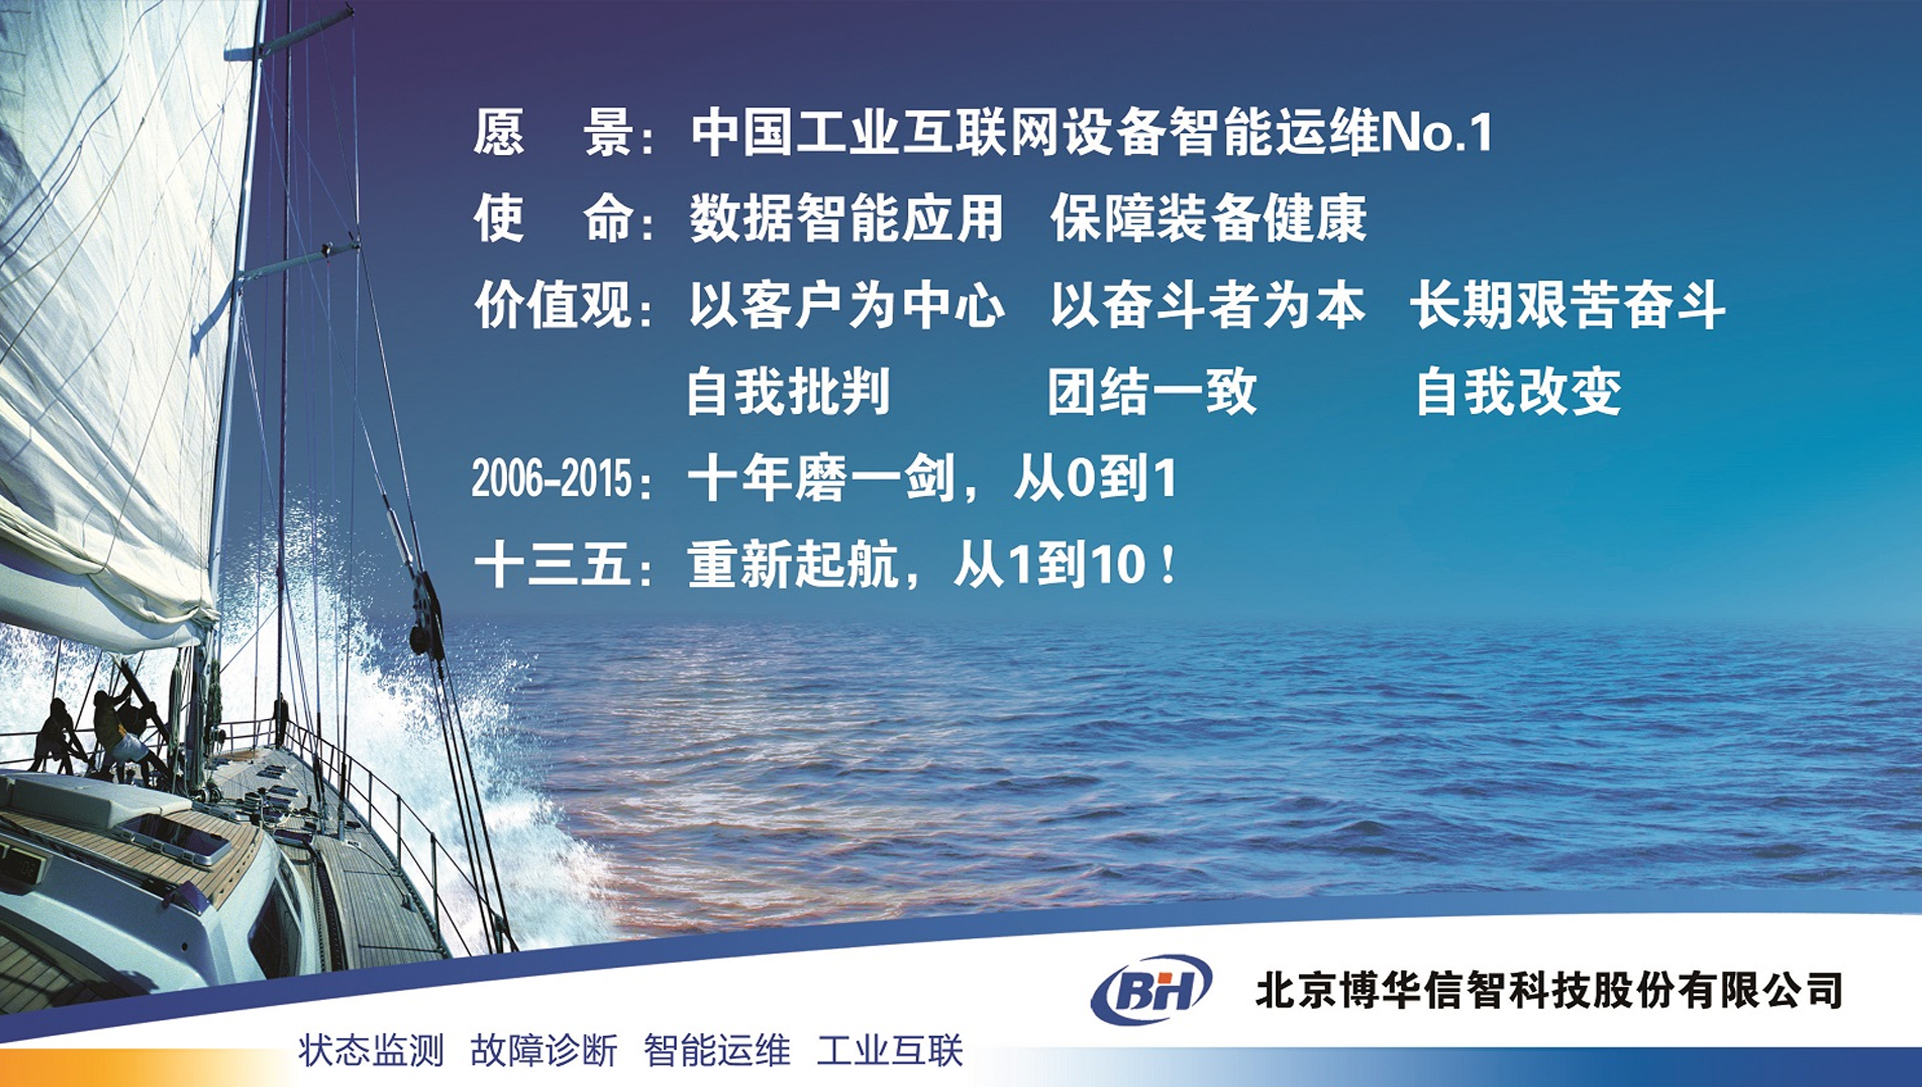 愿 景：中国工业互联网设备智能运维No.1
使 命：数据智能应用 保障装备健康
价值观：以客户为中心 以奋斗者为本 长期艰苦奋斗
自我批判 团结一致 自我改变
2006-2015：十年磨一剑，从0到1
十三五：重新起航，从1到10！
BH 北京博华信智科技股份有限公司
状态监测 故障诊断 智能运维 工业互联